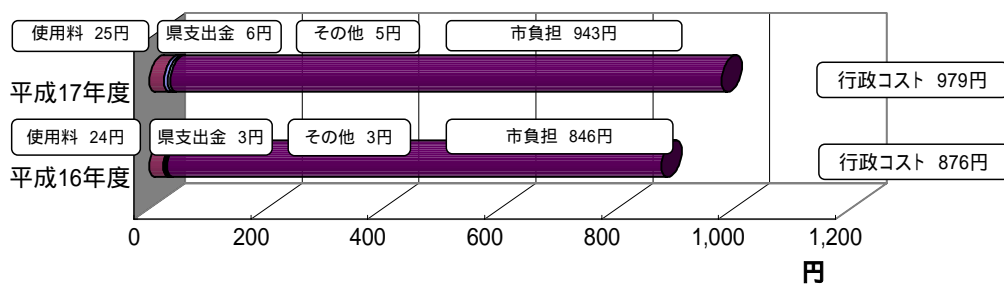 使用料 25円 県支出金 6円 その他 5円 市負担 943円
平成17年度 行政コスト 979円
使用料 24円 県支出金 3円 その他 3円 市負担 846円
平成16年度 行政コスト 876円
0 200 400 600 800 1,000 1,200
円